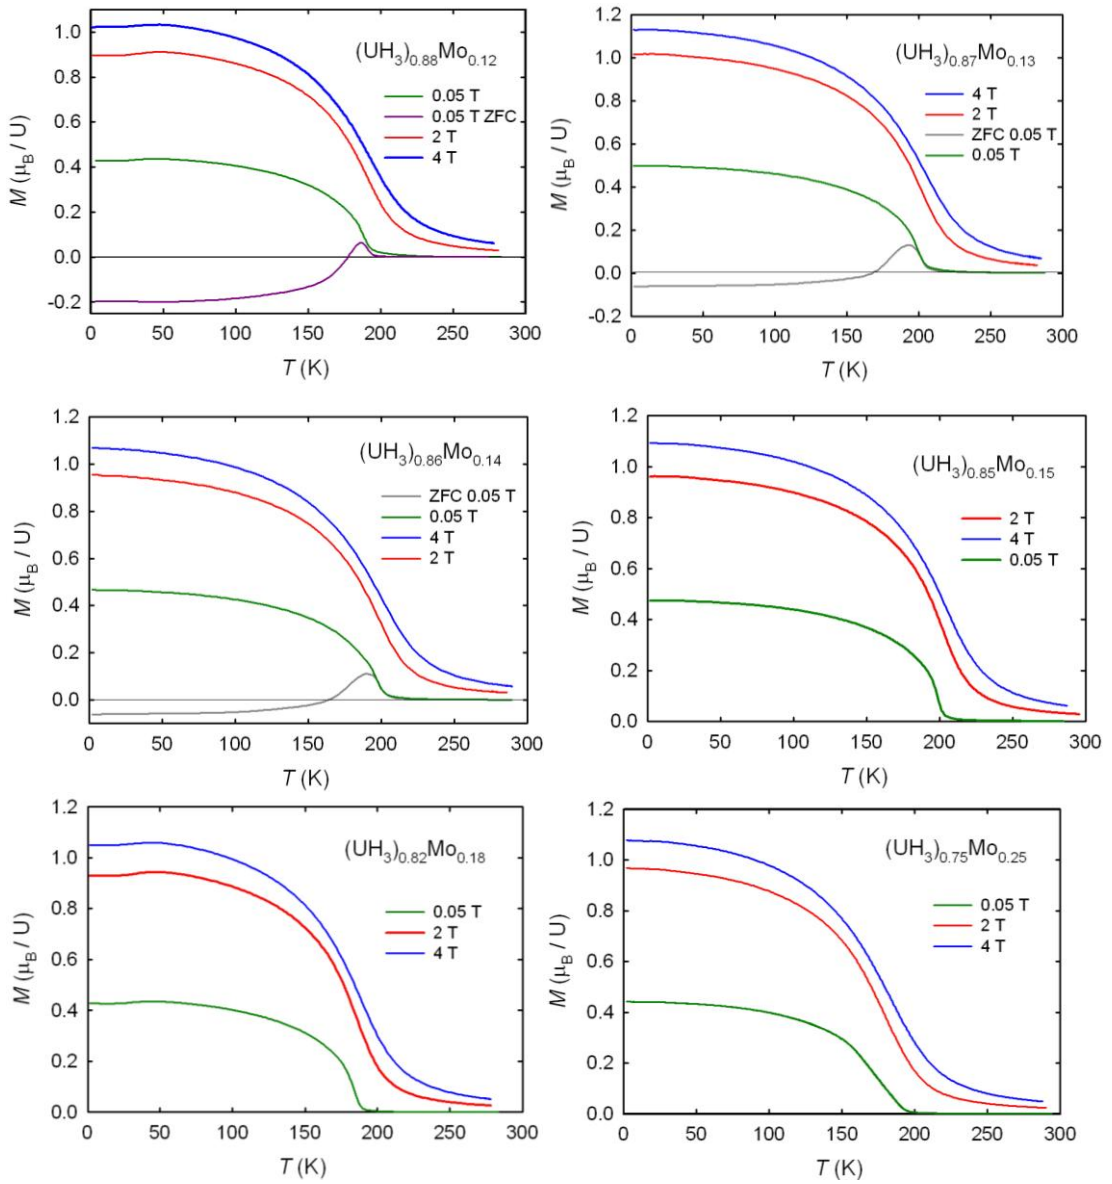 (UH3)0.88Mo0.12
0.05 T
0.05 T ZFC
2 T
4 T
M (μB / U)
1.0
0.8
0.6
0.4
0.2
0.0
-0.2
0 50 100 150 200 250 300
T (K)
(UH3)0.87Mo0.13
4 T
2 T
ZFC 0.05 T
0.05 T
M (μB / U)
1.2
1.0
0.8
0.6
0.4
0.2
0.0
-0.2
0 50 100 150 200 250 300
T (K)
(UH3)0.86Mo0.14
ZFC 0.05 T
0.05 T
4 T
2 T
M (μB / U)
1.2
1.0
0.8
0.6
0.4
0.2
0.0
0 50 100 150 200 250 300
T (K)
(UH3)0.85Mo0.15
2 T
4 T
0.05 T
M (μB / U)
1.2
1.0
0.8
0.6
0.4
0.2
0.0
0 50 100 150 200 250 300
T (K)
(UH3)0.82Mo0.18
0.05 T
2 T
4 T
M (μB / U)
1.2
1.0
0.8
0.6
0.4
0.2
0.0
0 50 100 150 200 250 300
T (K)
(UH3)0.75Mo0.25
0.05 T
2 T
4 T
M (μB / U)
1.2
1.0
0.8
0.6
0.4
0.2
0.0
0 50 100 150 200 250 300
T (K)